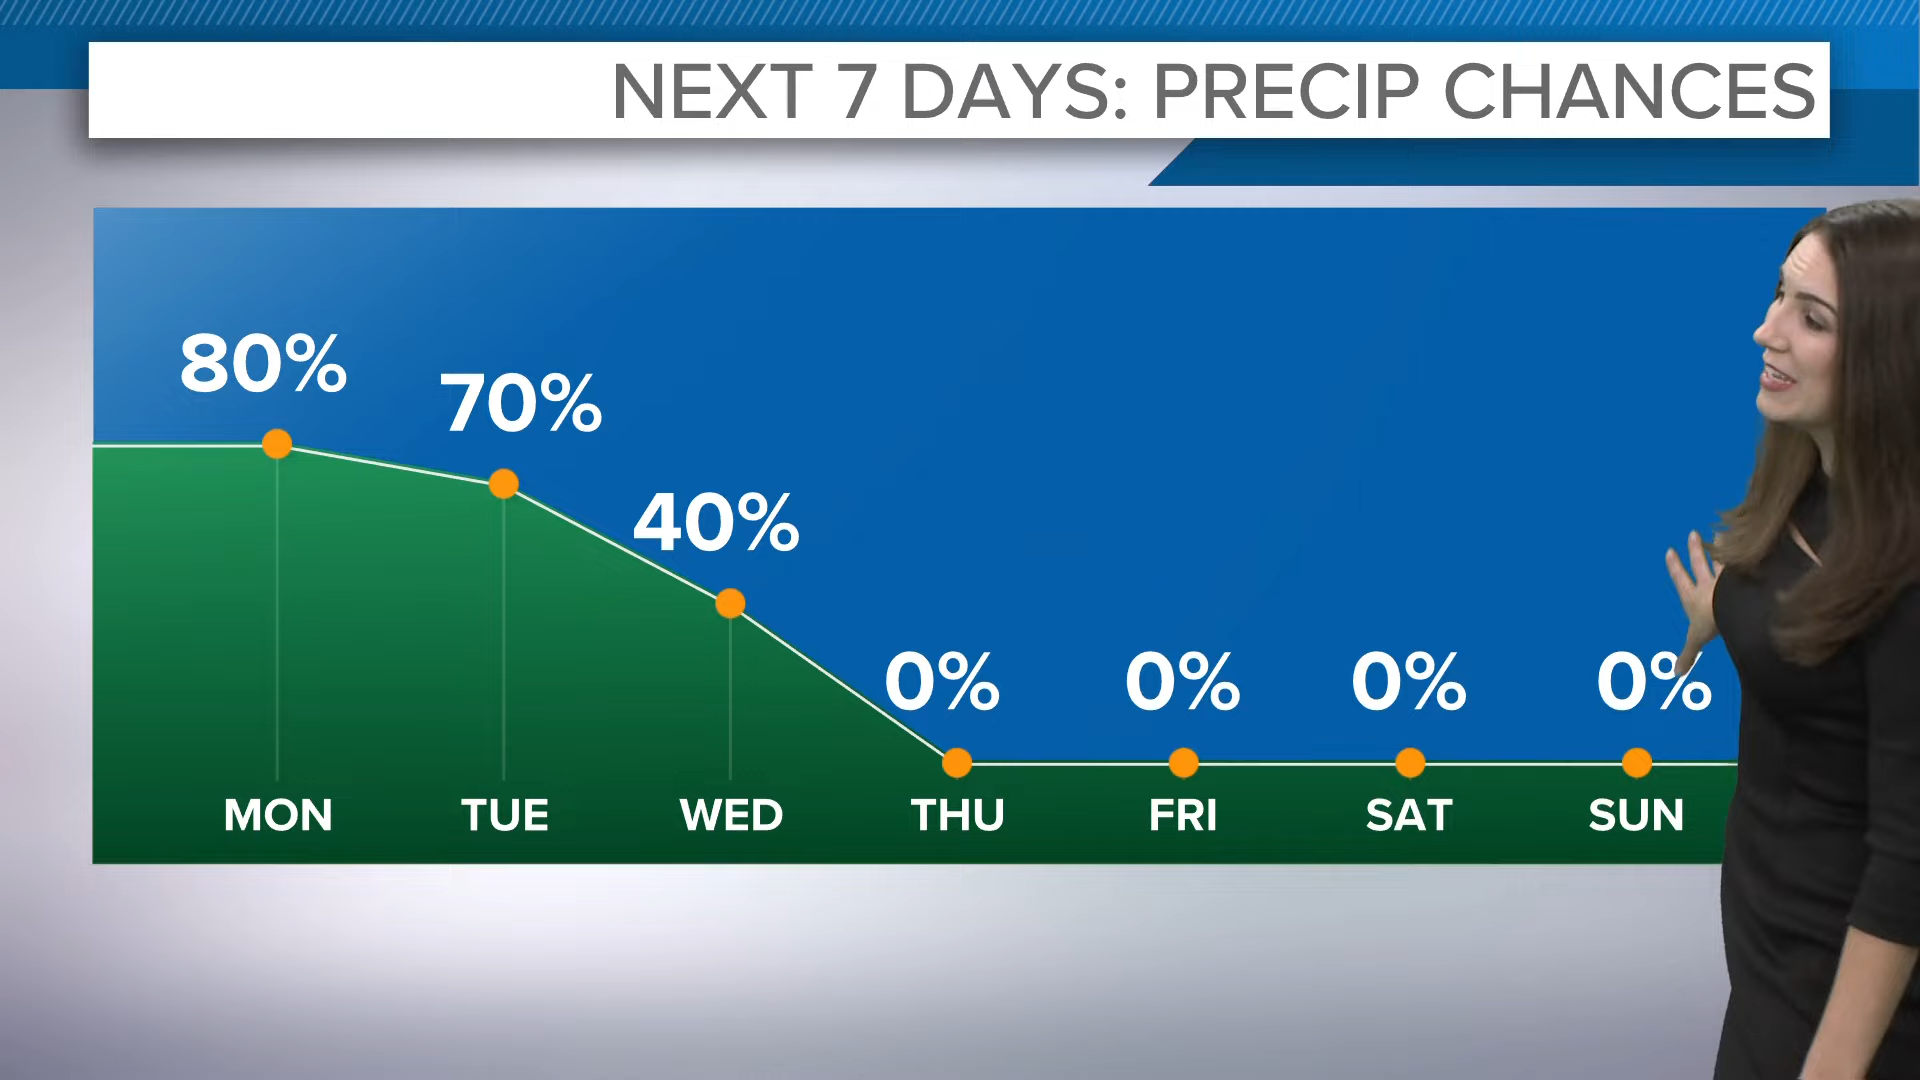 NEXT 7 DAYS: PRECIP CHANCES
80%
70%
40%
0%
0%
0%
0%
MON
TUE
WED
THU
FRI
SAT
SUN